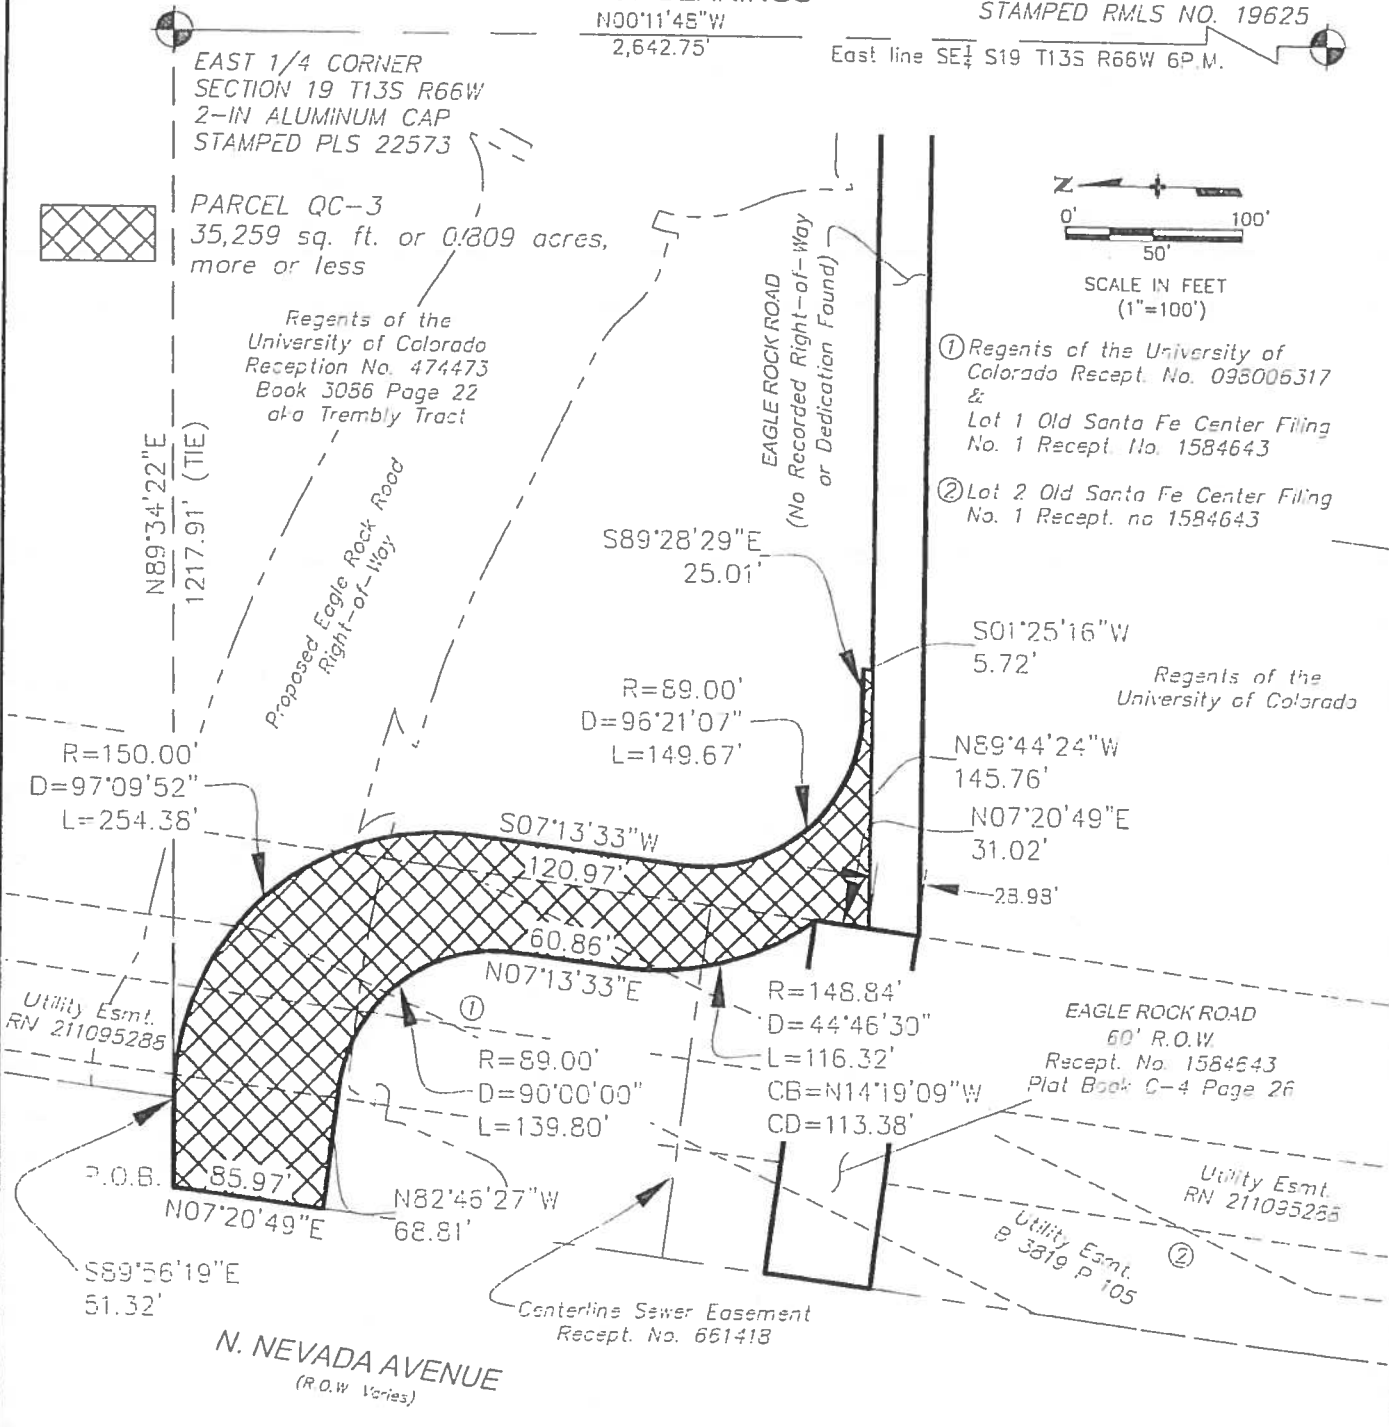 N00°11'48"W
2,642.75'
STAMPED RMLS NO. 19625
East line SE¼ S19 T13S R66W 6P.M.
EAST 1/4 CORNER
SECTION 19 T13S R66W
2-IN ALUMINUM CAP
STAMPED PLS 22573
PARCEL QC-3
35,259 sq. ft. or 0.809 acres,
more or less
Regents of the
University of Colorado
Reception No. 474473
Book 3056 Page 22
aka Trembly Tract
N89°34'22"E
1217.91' (TIE)
Proposed Eagle Rock Road
Right-of-Way
EAGLE ROCK ROAD
(No Recorded Right-of-Way
or Dedication Found)
N
0' 100'
50'
SCALE IN FEET
(1"=100')
① Regents of the University of
Colorado Recept. No. 098006317
&
Lot 1 Old Santa Fe Center Filing
No. 1 Recept. No. 1584643
② Lot 2 Old Santa Fe Center Filing
No. 1 Recept. no 1584643
S89°28'29"E
25.01'
S01°25'16"W
5.72'
Regents of the
University of Colorado
R=89.00'
D=96°21'07"
L=149.67'
N89°44'24"W
145.76'
N07°20'49"E
31.02'
28.98'
R=150.00'
D=97°09'52"
L=254.38'
S07°13'33"W
120.97'
60.86'
N07°13'33"E
Utility Esmt.
RN 211095288
①
R=89.00'
D=90°00'00"
L=139.80'
R=148.84'
D=44°46'30"
L=116.32'
CB=N14°19'09"W
CD=113.38'
EAGLE ROCK ROAD
60' R.O.W.
Recept. No. 1584643
Plat Book C-4 Page 26
P.O.B.
85.97'
N07°20'49"E
N82°46'27"W
68.81'
S89°56'19"E
51.32'
Utility Esmt.
RN 211095288
Utility Esmt.
B 3819 P 105
②
Centerline Sewer Easement
Recept. No. 661418
N. NEVADA AVENUE
(R.O.W Varies)